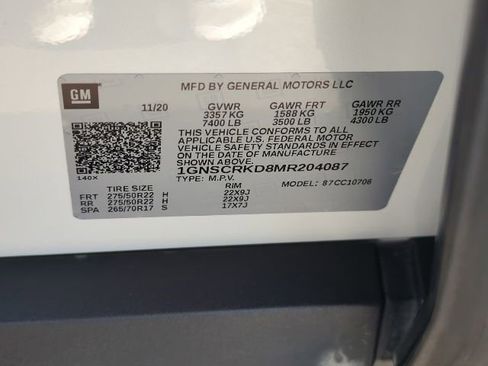 GM
MFD BY GENERAL MOTORS LLC
11/20 GVWR GAWR FRT GAWR RR
3357 KG 1588 KG 1950 KG
7400 LB 3500 LB 4300 LB
THIS VEHICLE CONFORMS TO ALL
APPLICABLE U.S. FEDERAL MOTOR
VEHICLE SAFETY STANDARDS IN EFFECT
ON THE DATE OF MANUFACTURE
SHOWN ABOVE
1GNSCRKD8MR204087
140X
TYPE: M.P.V. MODEL: 87CC10706
TIRE SIZE RIM
FRT 275/50R22 H 22X9J
RR 275/50R22 H 22X9J
SPA 265/70R17 S 17X7J